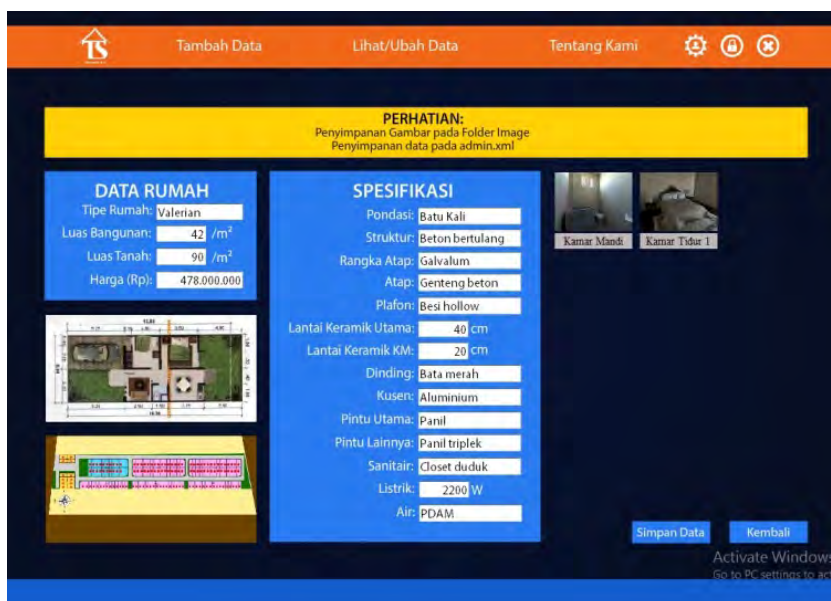 TS
Tambah Data
Lihat/Ubah Data
Tentang Kami
PERHATIAN:
Penyimpanan Gambar pada Folder Image
Penyimpanan data pada admin.xml
DATA RUMAH
Tipe Rumah: Valerian
Luas Bangunan: 42 /m²
Luas Tanah: 90 /m²
Harga (Rp): 478.000.000
SPESIFIKASI
Pondasi: Batu Kali
Struktur: Beton bertulang
Rangka Atap: Galvalum
Atap: Genteng beton
Plafon: Besi hollow
Lantai Keramik Utama: 40 cm
Lantai Keramik KM: 20 cm
Dinding: Bata merah
Kusen: Aluminium
Pintu Utama: Panil
Pintu Lainnya: Panil triplek
Sanitair: Closet duduk
Listrik: 2200 W
Air: PDAM
Kamar Mandi
Kamar Tidur 1
Simpan Data
Kembali
Activate Windows
Go to PC settings to ac